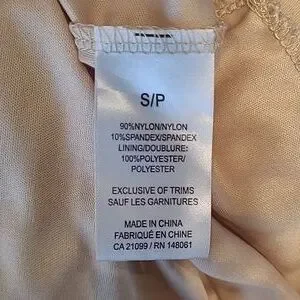 S/P
90%NYLON/NYLON
10%SPANDEX/SPANDEX
LINING/DOUBLURE:
100%POLYESTER/
POLYESTER
EXCLUSIVE OF TRIMS
SAUF LES GARNITURES
MADE IN CHINA
FABRIQUÉ EN CHINE
CA 21099 / RN 148061